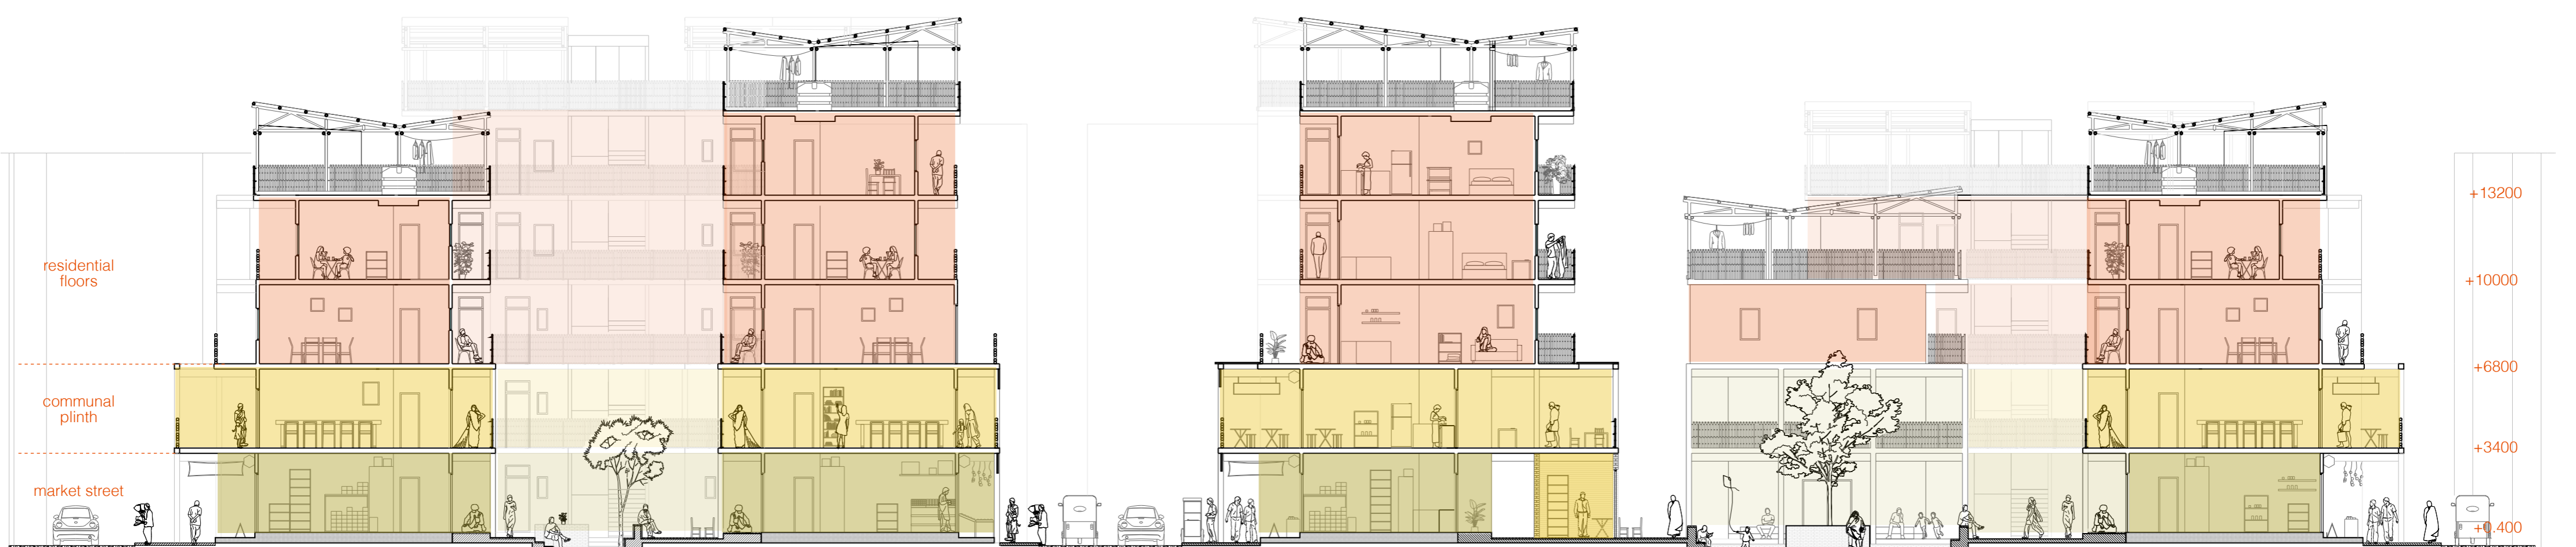 residential
floors
communal
plinth
market street
+13200
+10000
+6800
+3400
+0.400